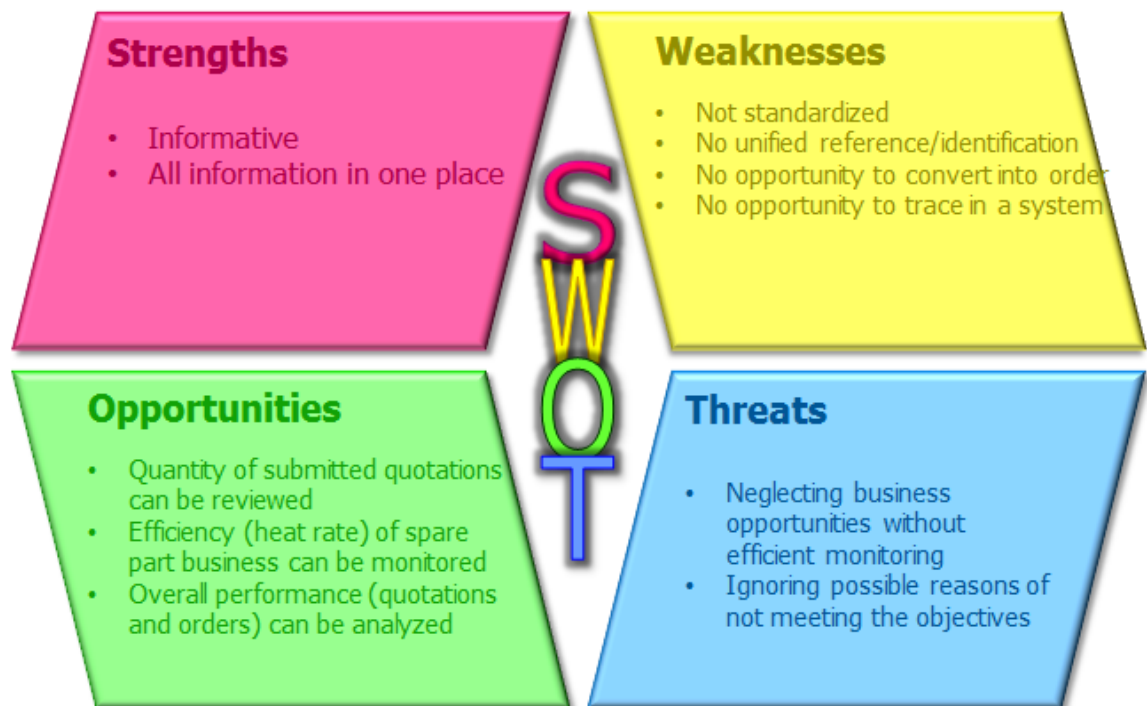 Strengths
• Informative
• All information in one place
Weaknesses
• Not standardized
• No unified reference/identification
• No opportunity to convert into order
• No opportunity to trace in a system
S
W
O
T
Opportunities
• Quantity of submitted quotations
can be reviewed
• Efficiency (heat rate) of spare
part business can be monitored
• Overall performance (quotations
and orders) can be analyzed
Threats
• Neglecting business
opportunities without
efficient monitoring
• Ignoring possible reasons of
not meeting the objectives